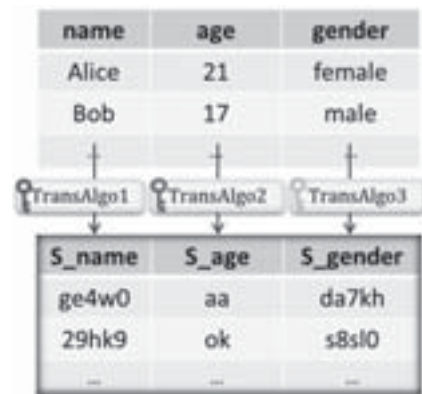 name age gender
Alice 21 female
Bob 17 male
TransAlgo1 TransAlgo2 TransAlgo3
S_name S_age S_gender
ge4w0 aa da7kh
29hk9 ok s8sl0
... ... ...